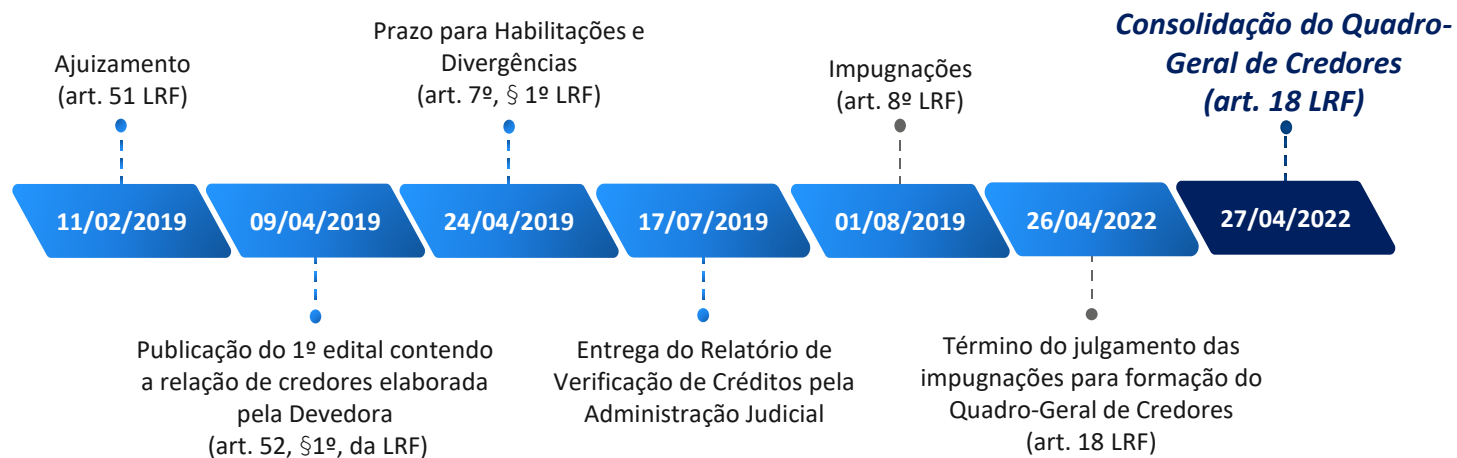 Ajuizamento
(art. 51 LRF)
Prazo para Habilitações e
Divergências
(art. 7º, § 1º LRF)
Impugnações
(art. 8º LRF)
Consolidação do Quadro-
Geral de Credores
(art. 18 LRF)
11/02/2019
09/04/2019
24/04/2019
17/07/2019
01/08/2019
26/04/2022
27/04/2022
Publicação do 1º edital contendo
a relação de credores elaborada
pela Devedora
(art. 52, §1º, da LRF)
Entrega do Relatório de
Verificação de Créditos pela
Administração Judicial
Término do julgamento das
impugnações para formação do
Quadro-Geral de Credores
(art. 18 LRF)